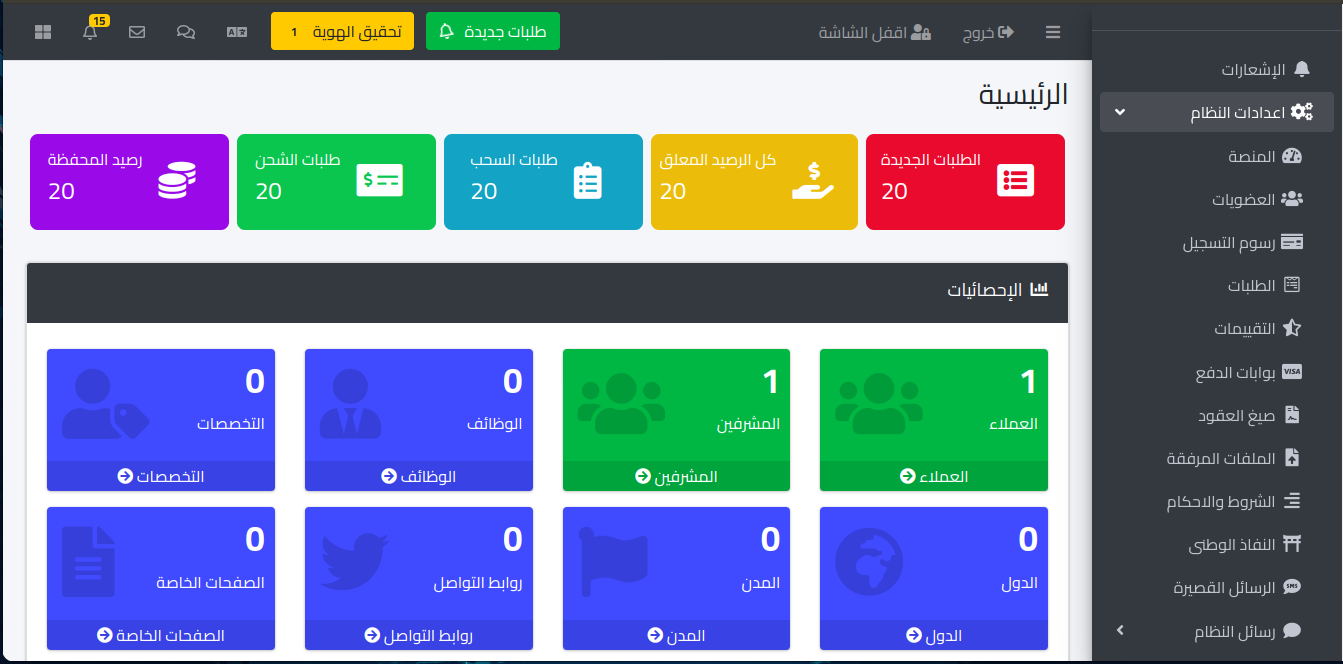 خروج
اقفل الشاشة
طلبات جديدة
تحقيق الهوية 1
15
الإشعارات
اعدادات النظام
المنصة
العضويات
رسوم التسجيل
الطلبات
التقييمات
بوابات الدفع
VISA
صيغ العقود
الملفات المرفقة
الشروط والاحكام
النفاذ الوطنى
الرسائل القصيرة
SMS
رسائل النظام
الرئيسية
الطلبات الجديدة
20
كل الرصيد المعلق
20
طلبات السحب
20
طلبات الشحن
20
رصيد المحفظة
20
الإحصائيات
1
العملاء
العملاء
1
المشرفين
المشرفين
0
الوظائف
الوظائف
0
التخصصات
التخصصات
0
الدول
الدول
0
المدن
المدن
0
روابط التواصل
روابط التواصل
0
الصفحات الخاصة
الصفحات الخاصة